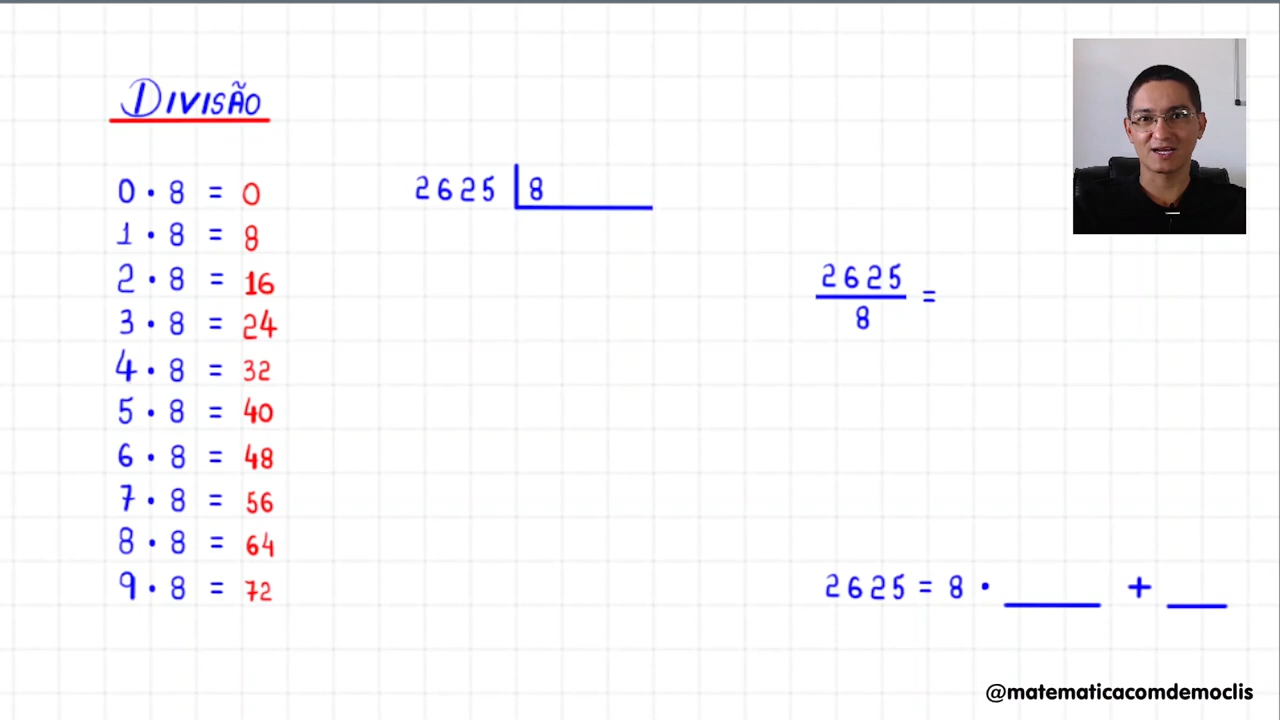 DIVISÃO
0 · 8 = 0
1 · 8 = 8
2 · 8 = 16
3 · 8 = 24
4 · 8 = 32
5 · 8 = 40
6 · 8 = 48
7 · 8 = 56
8 · 8 = 64
9 · 8 = 72
2625 8
2625
8
=
2625 = 8 · ____ + ___
@matematicacomdemoclis